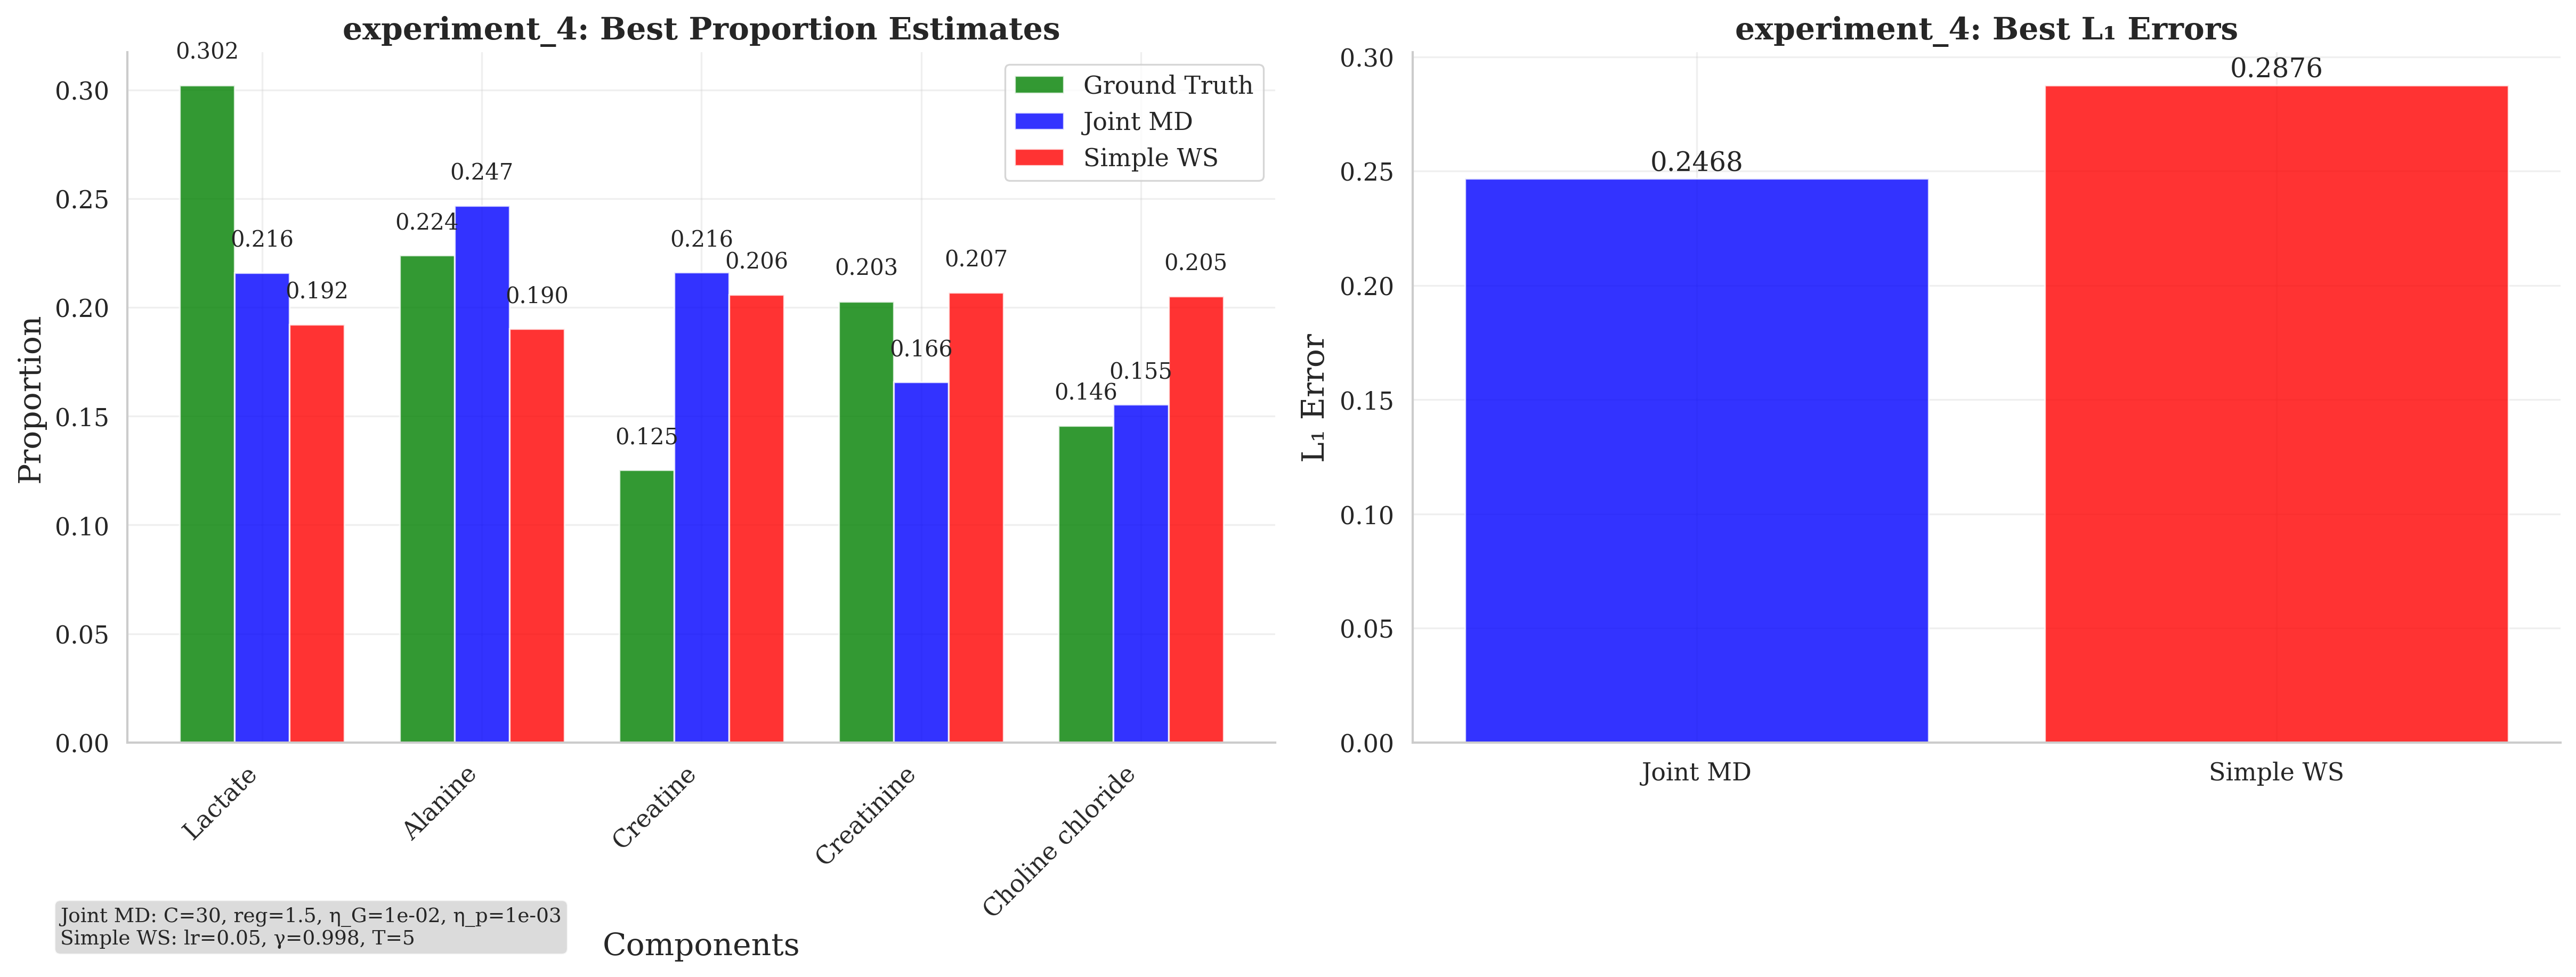 experiment_4: Best Proportion Estimates
Proportion
0.30
0.25
0.20
0.15
0.10
0.05
0.00
0.302
0.216
0.192
0.224
0.247
0.190
0.125
0.216
0.206
0.203
0.166
0.207
0.146
0.155
0.205
Ground Truth
Joint MD
Simple WS
Lactate
Alanine
Creatine
Creatinine
Choline chloride
Components
Joint MD: C=30, reg=1.5, η_G=1e-02, η_p=1e-03
Simple WS: lr=0.05, γ=0.998, T=5
experiment_4: Best L₁ Errors
L₁ Error
0.30
0.25
0.20
0.15
0.10
0.05
0.00
0.2468
0.2876
Joint MD
Simple WS